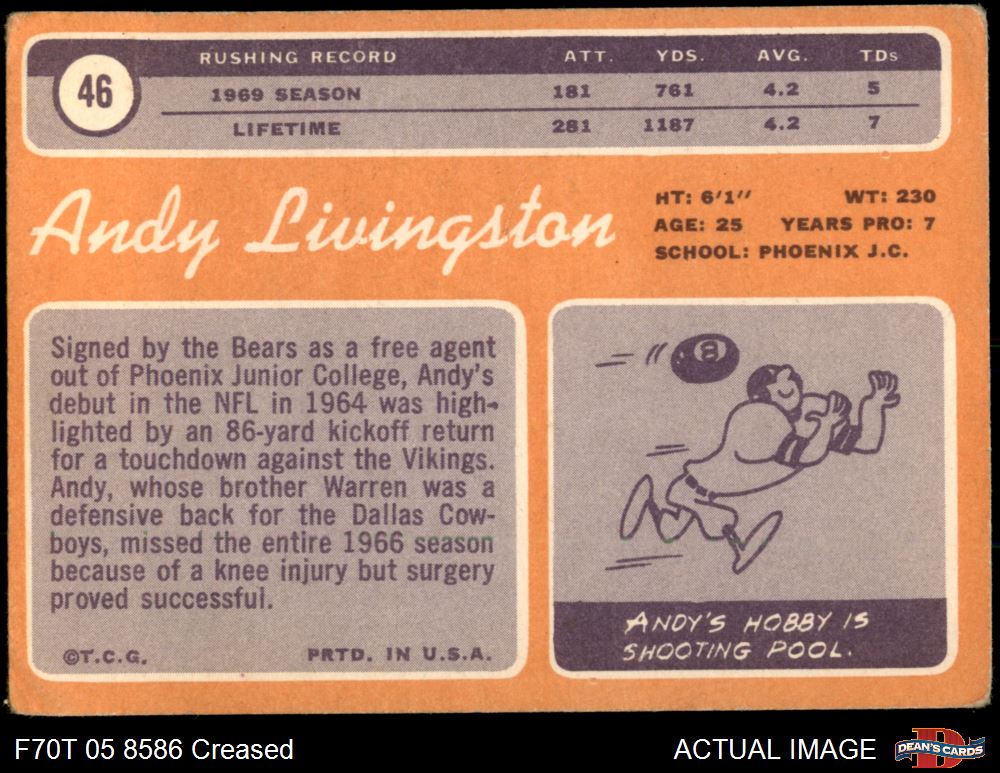 46
RUSHING RECORD ATT. YDS. AVG. TDs
1969 SEASON 181 761 4.2 5
LIFETIME 281 1187 4.2 7
Andy Livingston
HT: 6'1" WT: 230
AGE: 25 YEARS PRO: 7
SCHOOL: PHOENIX J.C.
Signed by the Bears as a free agent
out of Phoenix Junior College, Andy's
debut in the NFL in 1964 was high-
lighted by an 86-yard kickoff return
for a touchdown against the Vikings.
Andy, whose brother Warren was a
defensive back for the Dallas Cow-
boys, missed the entire 1966 season
because of a knee injury but surgery
proved successful.
©T.C.G. PRTD. IN U.S.A.
8
ANDY'S HOBBY IS
SHOOTING POOL.
F70T 05 8586 Creased
ACTUAL IMAGE
D
DEAN'S CARDS